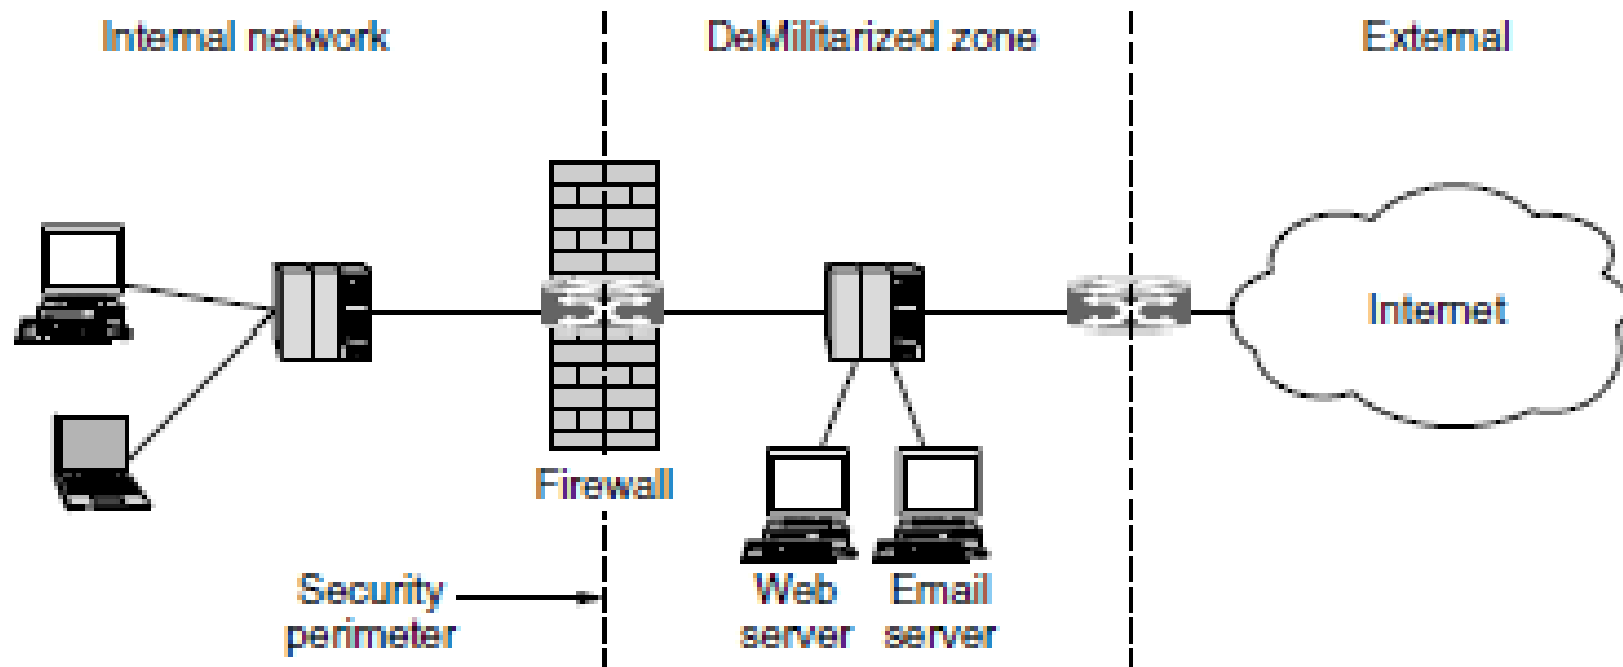 Internal network
DeMilitarized zone
External
Internet
Firewall
Security
perimeter
Web
server
Email
server